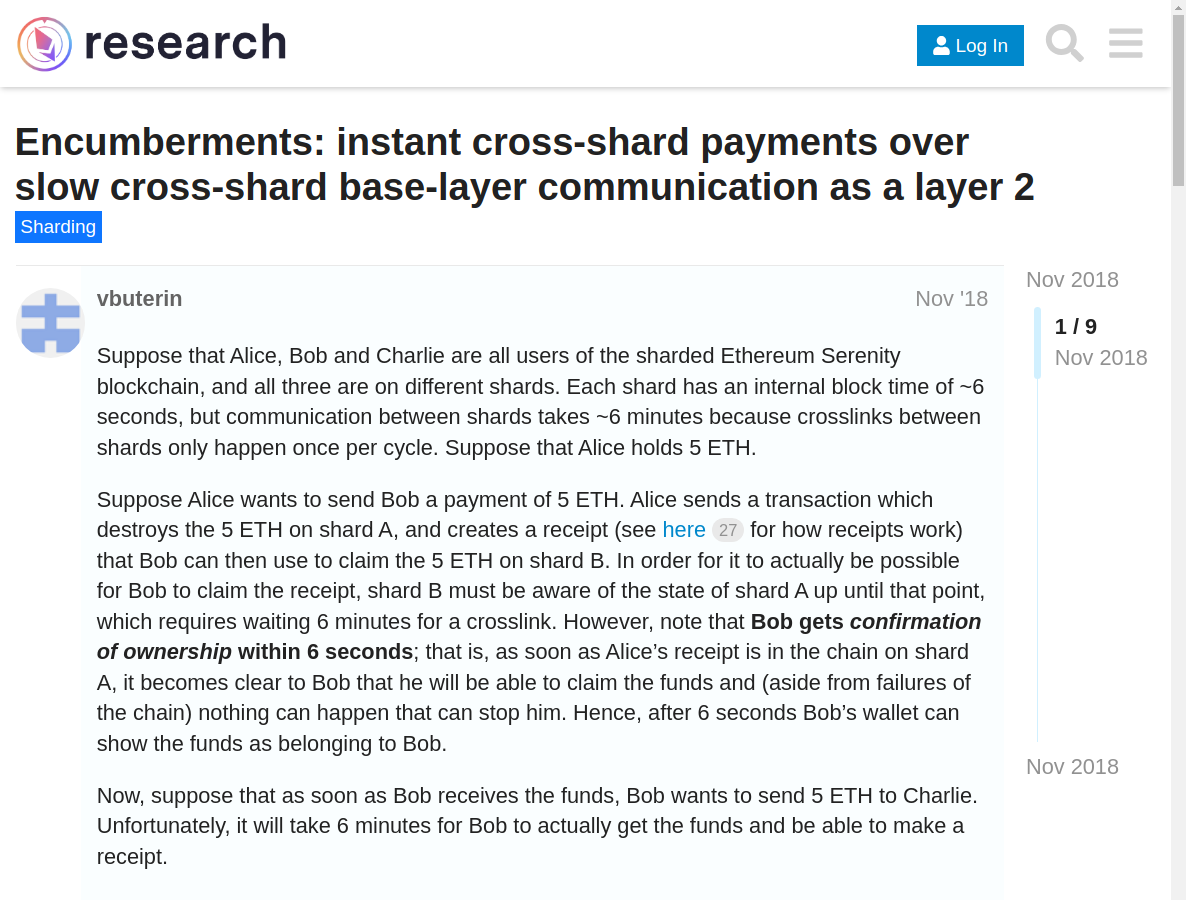 research
Log In
Encumberments: instant cross-shard payments over
slow cross-shard base-layer communication as a layer 2
Sharding
vbuterin
Nov '18
Suppose that Alice, Bob and Charlie are all users of the sharded Ethereum Serenity
blockchain, and all three are on different shards. Each shard has an internal block time of ~6
seconds, but communication between shards takes ~6 minutes because crosslinks between
shards only happen once per cycle. Suppose that Alice holds 5 ETH.
Suppose Alice wants to send Bob a payment of 5 ETH. Alice sends a transaction which
destroys the 5 ETH on shard A, and creates a receipt (see here 27 for how receipts work)
that Bob can then use to claim the 5 ETH on shard B. In order for it to actually be possible
for Bob to claim the receipt, shard B must be aware of the state of shard A up until that point,
which requires waiting 6 minutes for a crosslink. However, note that Bob gets confirmation
of ownership within 6 seconds; that is, as soon as Alice’s receipt is in the chain on shard
A, it becomes clear to Bob that he will be able to claim the funds and (aside from failures of
the chain) nothing can happen that can stop him. Hence, after 6 seconds Bob’s wallet can
show the funds as belonging to Bob.
Now, suppose that as soon as Bob receives the funds, Bob wants to send 5 ETH to Charlie.
Unfortunately, it will take 6 minutes for Bob to actually get the funds and be able to make a
receipt.
Nov 2018
1 / 9
Nov 2018
Nov 2018